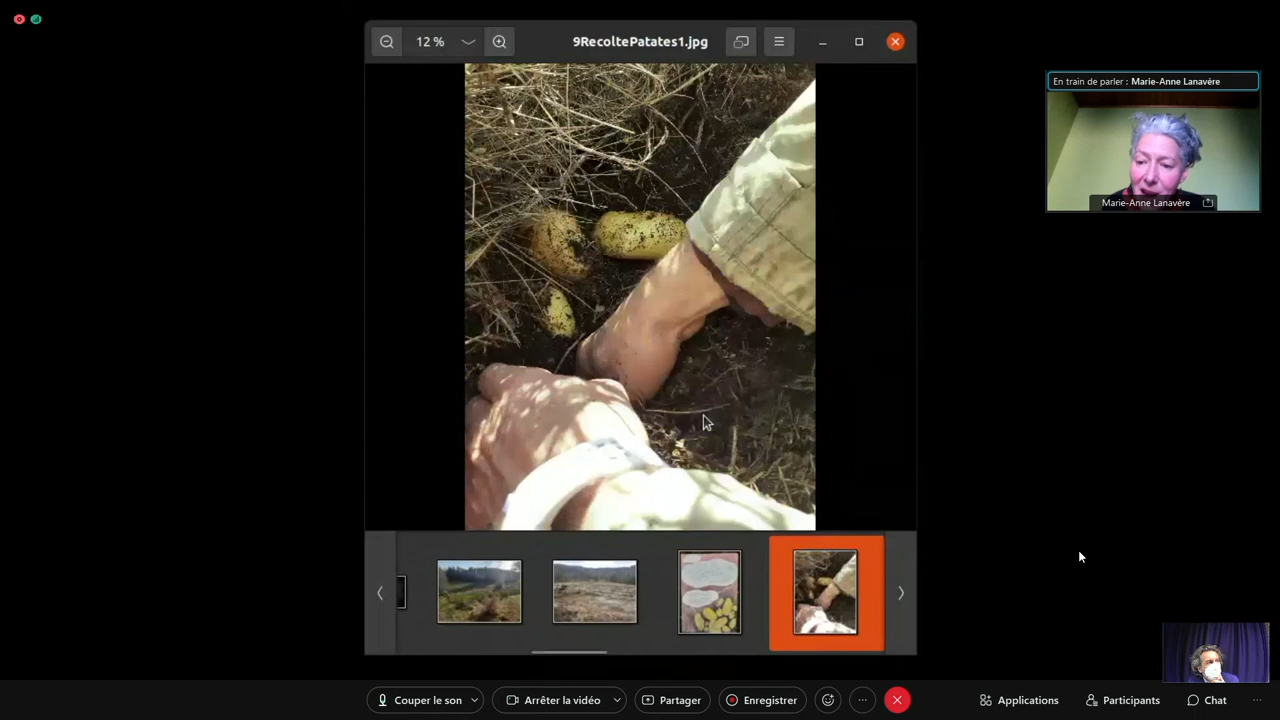 12 %
9RecoltePatates1.jpg
En train de parler : Marie-Anne Lanavère
Marie-Anne Lanavère
Couper le son
Arrêter la vidéo
Partager
Enregistrer
Applications
Participants
Chat